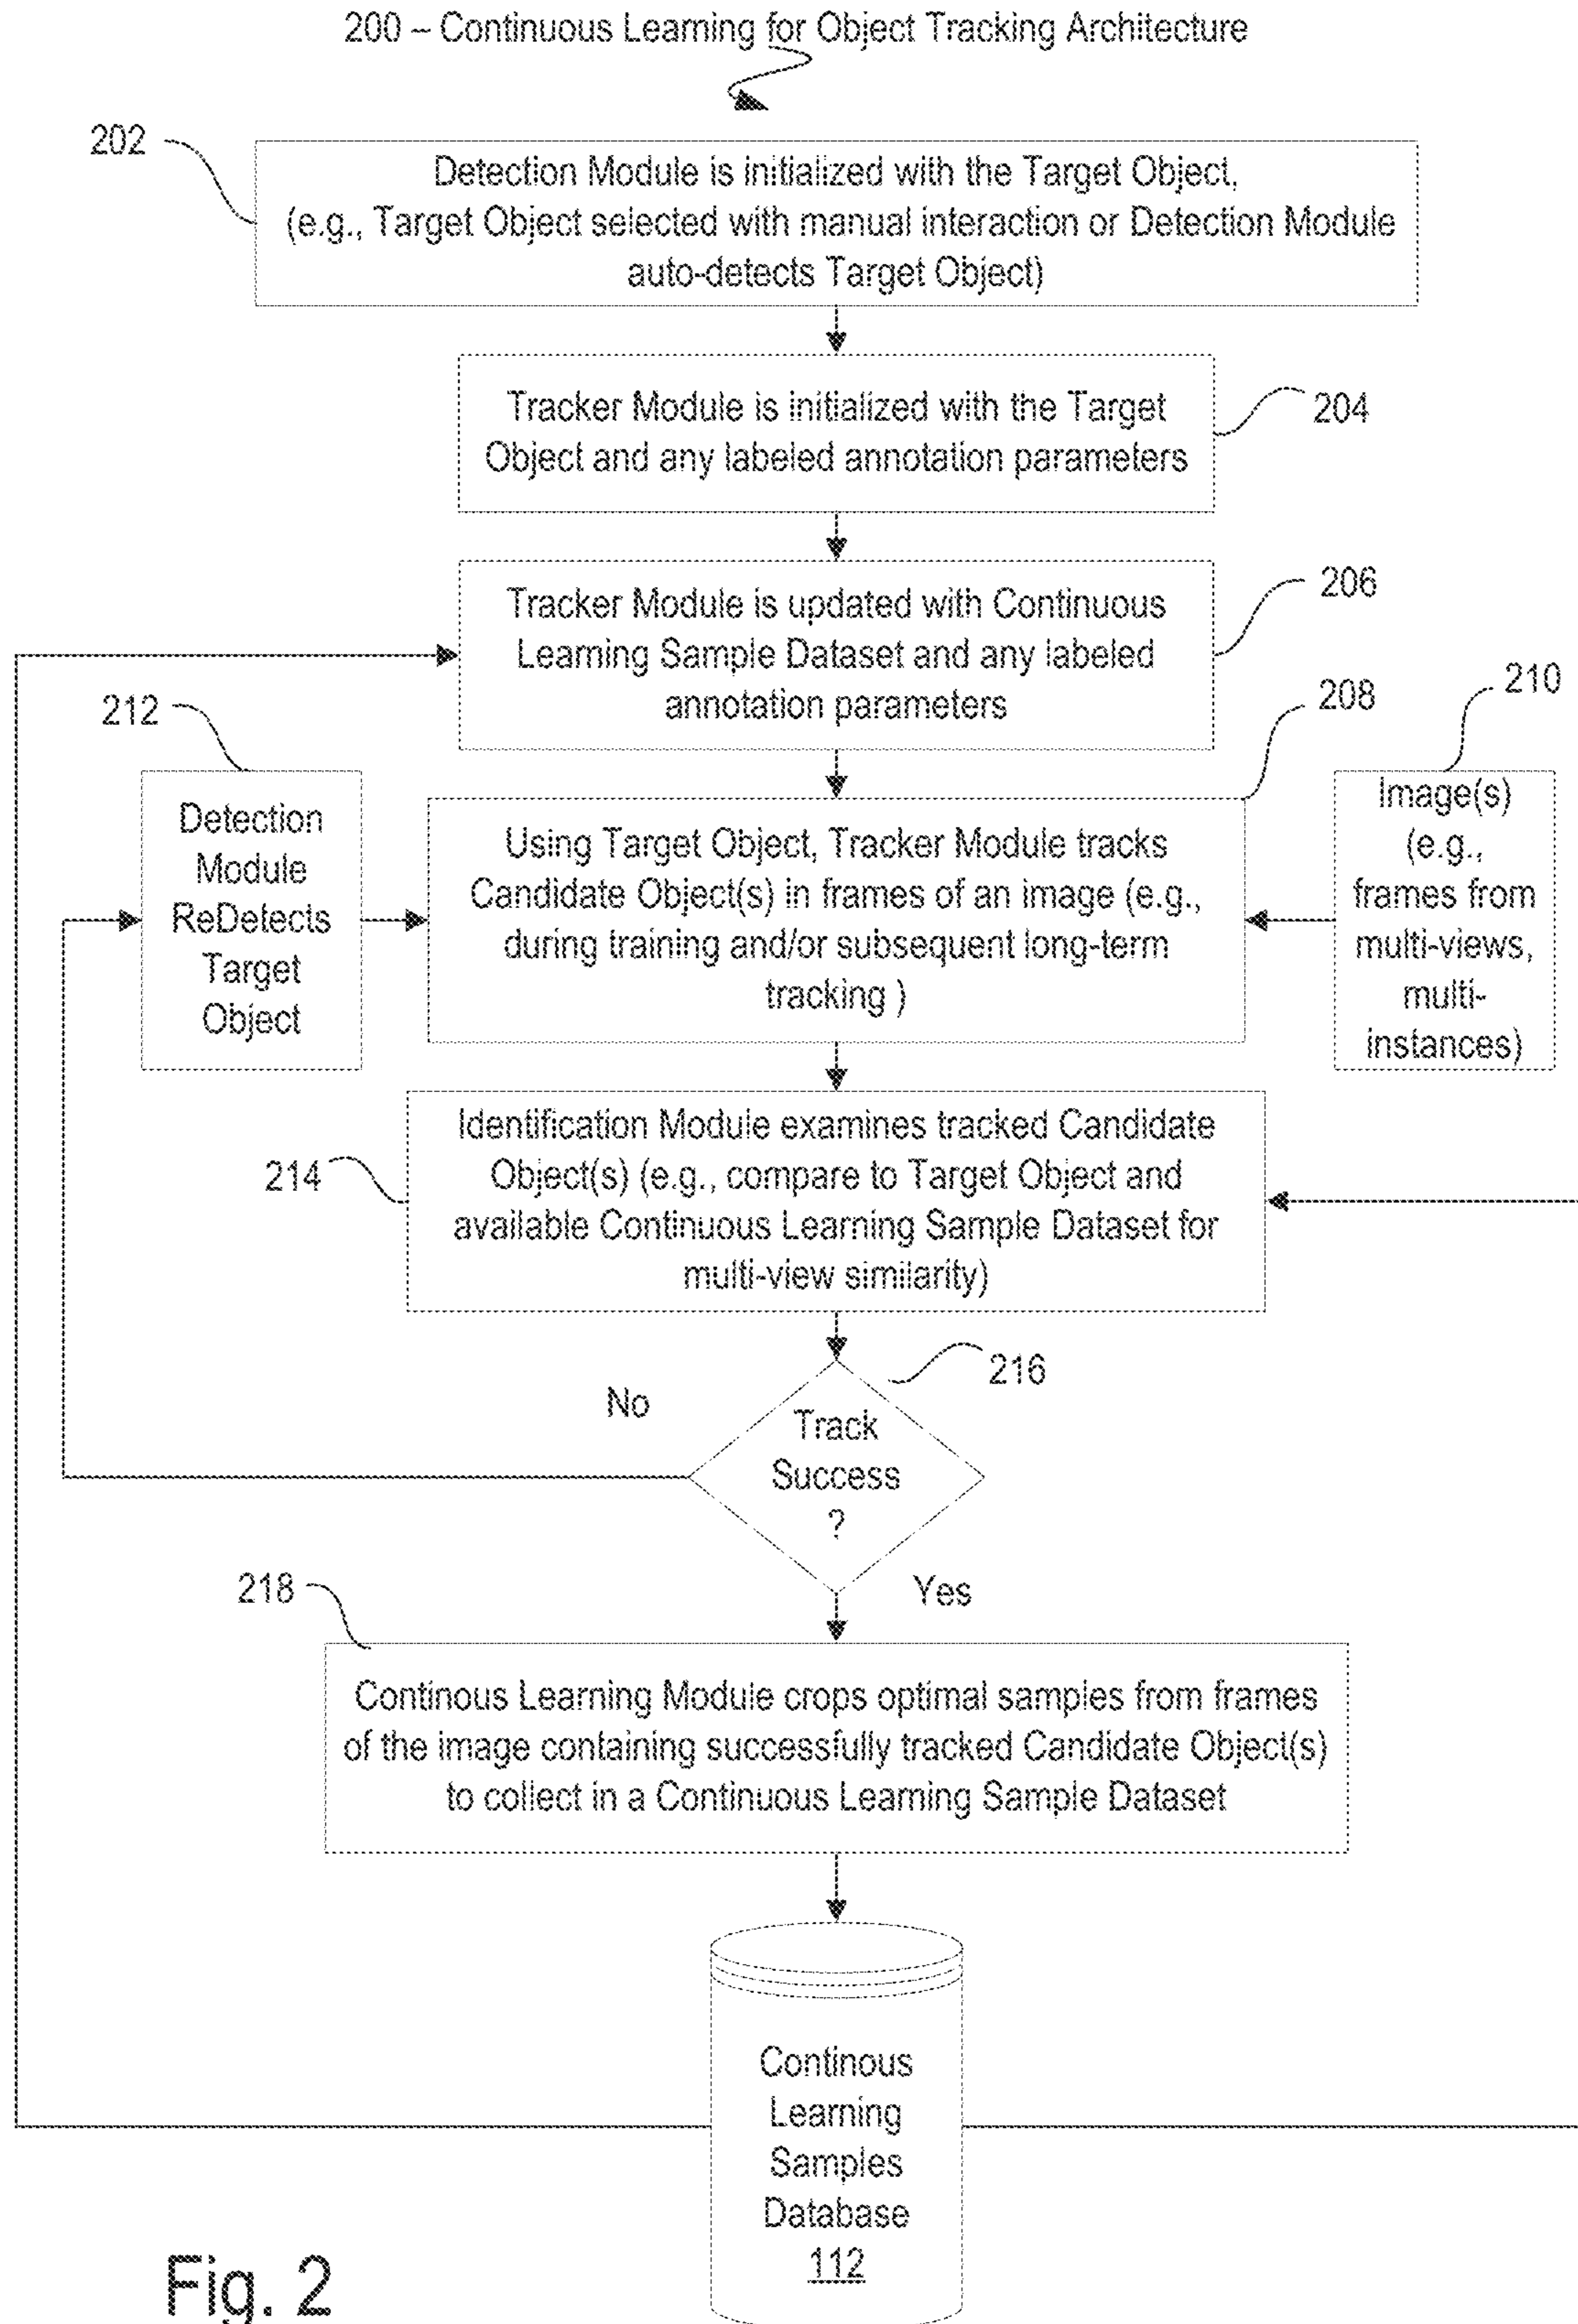 200 – Continuous Learning for Object Tracking Architecture
202
Detection Module is initialized with the Target Object,
(e.g., Target Object selected with manual interaction or Detection Module
auto-detects Target Object)
Tracker Module is initialized with the Target
Object and any labeled annotation parameters
204
Tracker Module is updated with Continuous
Learning Sample Dataset and any labeled
annotation parameters
206
208
210
212
Detection
Module
ReDetects
Target
Object
Using Target Object, Tracker Module tracks
Candidate Object(s) in frames of an image (e.g.,
during training and/or subsequent long-term
tracking )
Image(s)
(e.g.,
frames from
multi-views,
multi-
instances)
214
Identification Module examines tracked Candidate
Object(s) (e.g., compare to Target Object and
available Continuous Learning Sample Dataset for
multi-view similarity)
216
No
Track
Success
?
Yes
218
Continous Learning Module crops optimal samples from frames
of the image containing successfully tracked Candidate Object(s)
to collect in a Continuous Learning Sample Dataset
Continous
Learning
Samples
Database
112
Fig. 2